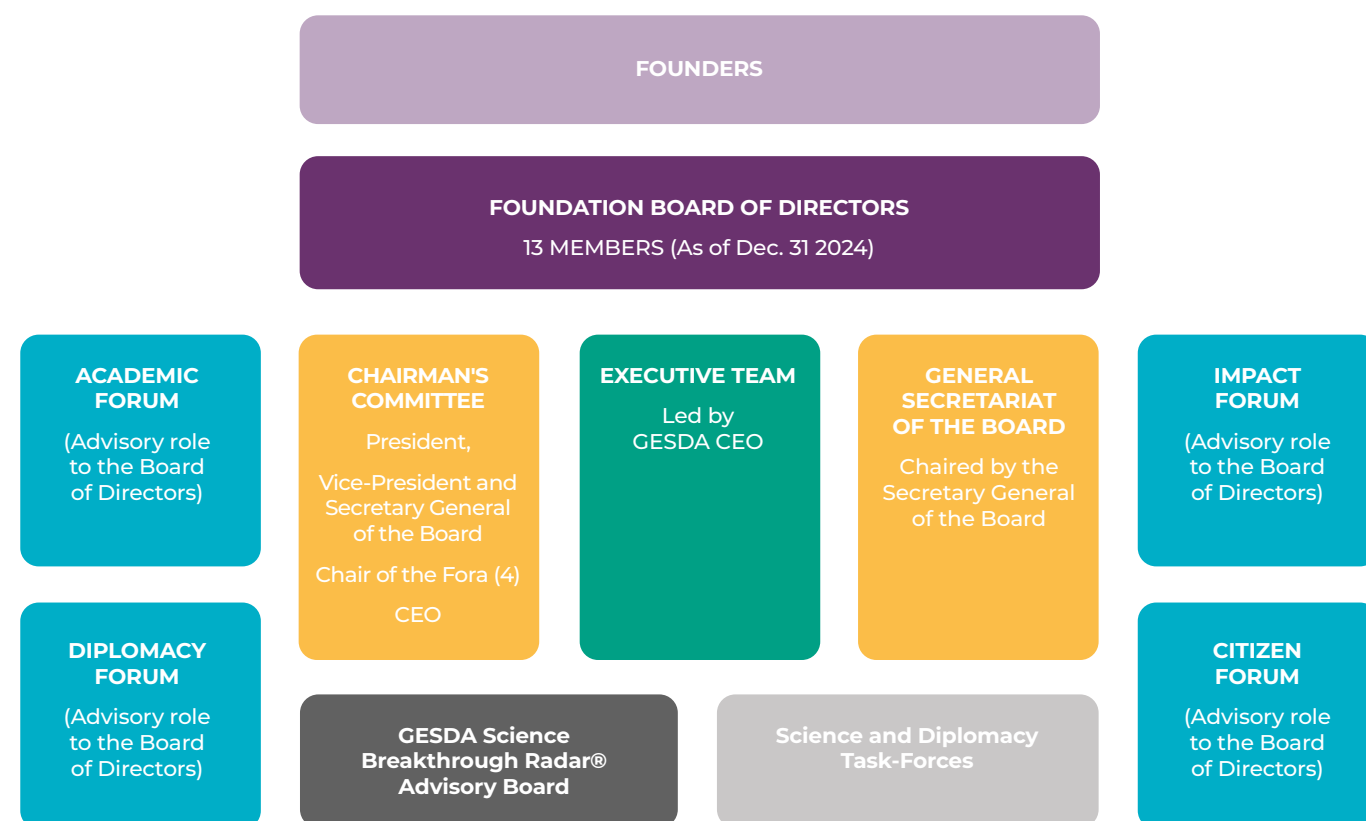 FOUNDERS
FOUNDATION BOARD OF DIRECTORS
13 MEMBERS (As of Dec. 31 2024)
ACADEMIC
FORUM
(Advisory role
to the Board
of Directors)
CHAIRMAN'S
COMMITTEE
President,
Vice-President and
Secretary General
of the Board
Chair of the Fora (4)
CEO
EXECUTIVE TEAM
Led by
GESDA CEO
GENERAL
SECRETARIAT
OF THE BOARD
Chaired by the
Secretary General
of the Board
IMPACT
FORUM
(Advisory role
to the Board
of Directors)
DIPLOMACY
FORUM
(Advisory role
to the Board
of Directors)
GESDA Science
Breakthrough Radar®
Advisory Board
Science and Diplomacy
Task-Forces
CITIZEN
FORUM
(Advisory role
to the Board
of Directors)